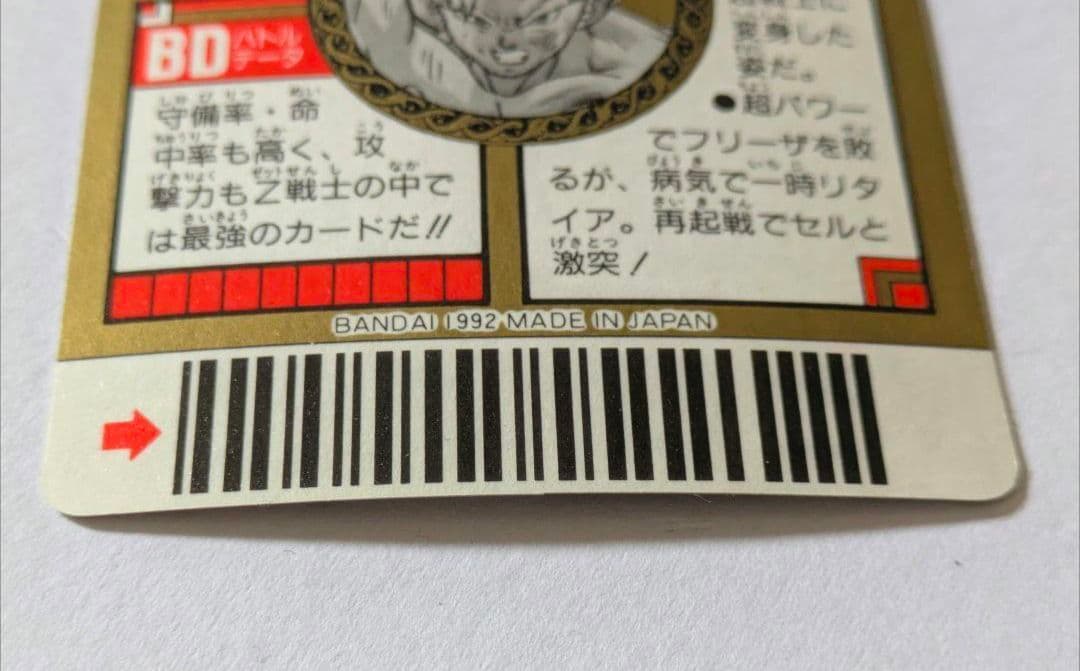 BD バトル
データ
守備率・命
中率も高く、攻
撃力もZ戦士の中で
は最強のカードだ!!
変身した
姿だ。
●超パワー
でフリーザを敗
るが、病気で一時リタ
イア。再起戦でセルと
激突!
BANDAI 1992 MADE IN JAPAN